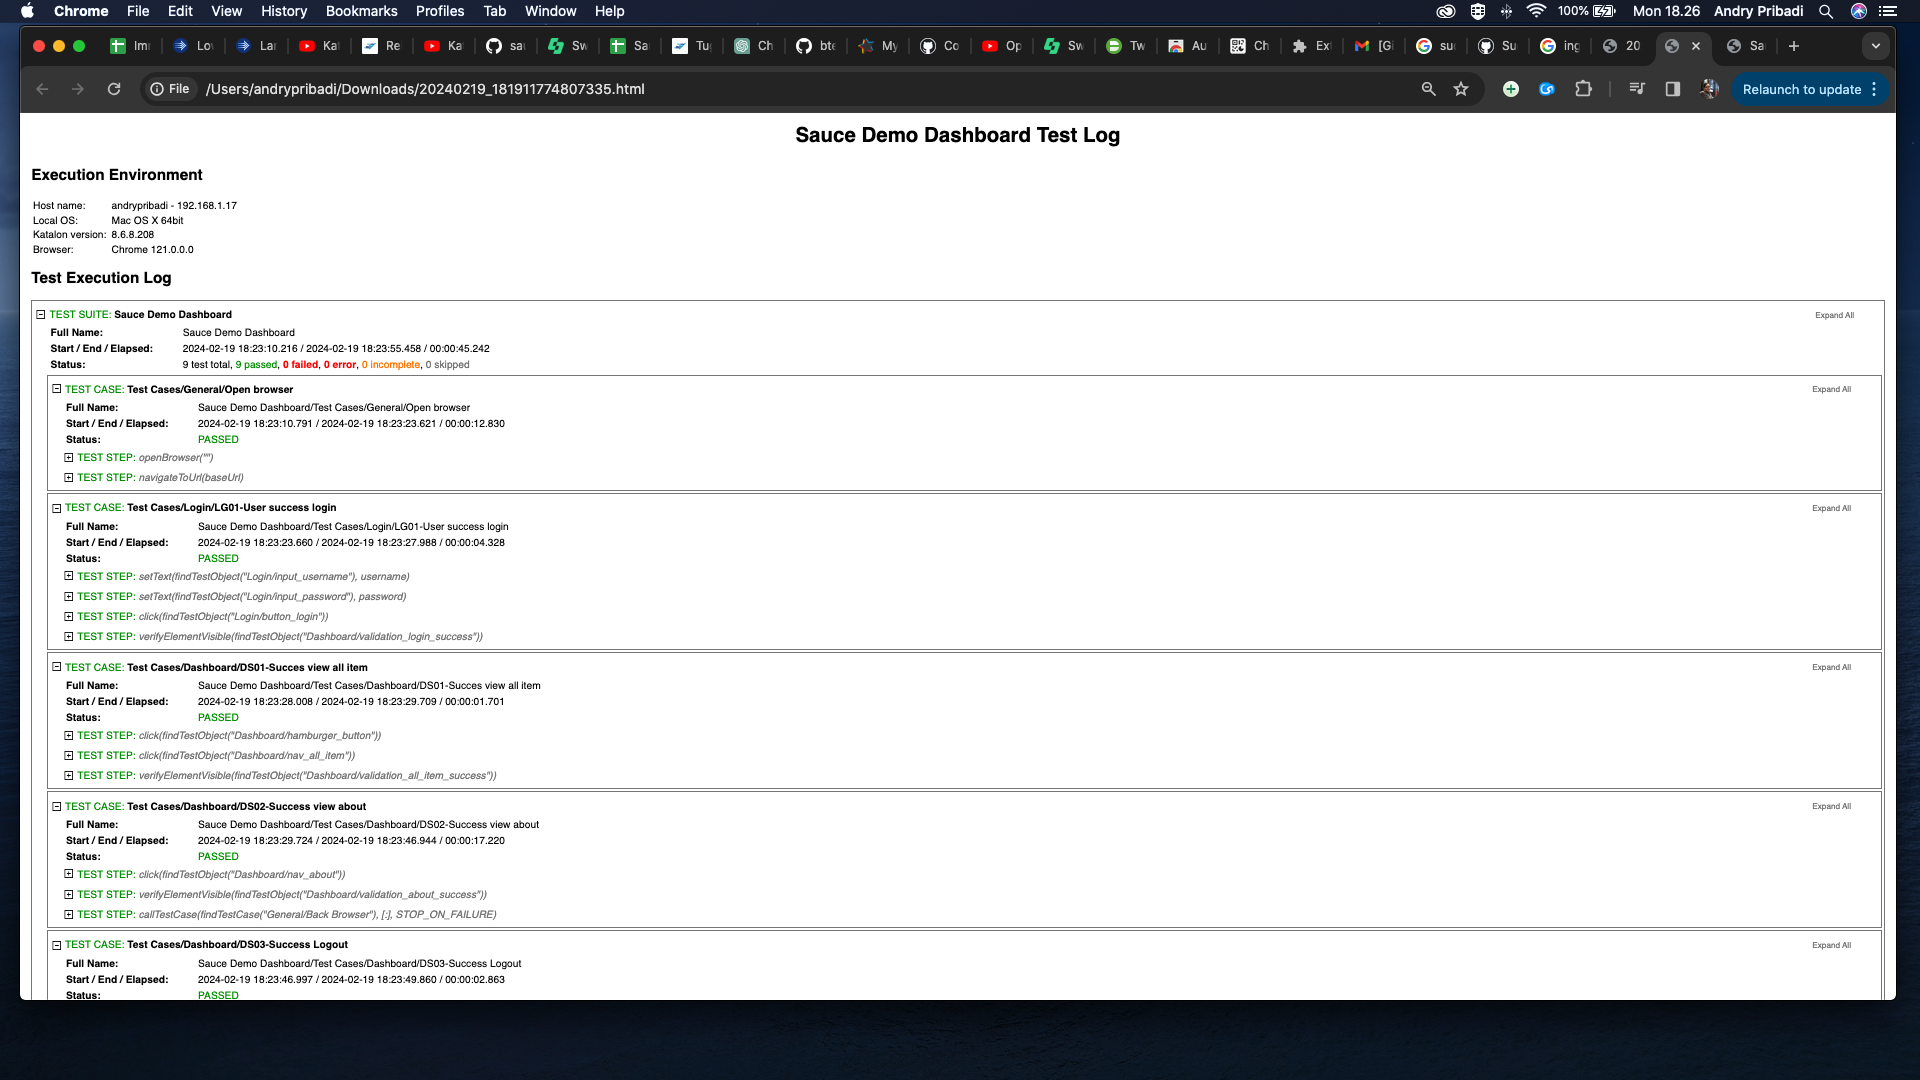 Chrome File Edit View History Bookmarks Profiles Tab Window Help 100% Mon 18.26 Andry Pribadi
Im Lo La Ka Re Ka sa Sw Sa Tu Ch bte My Co Op Sw Tw Au Ch Ex [Gi su Su ing 20 Sa
File /Users/andrypribadi/Downloads/20240219_181911774807335.html Relaunch to update
Sauce Demo Dashboard Test Log
Execution Environment
Host name: andrypribadi - 192.168.1.17
Local OS: Mac OS X 64bit
Katalon version: 8.6.8.208
Browser: Chrome 121.0.0.0
Test Execution Log
TEST SUITE: Sauce Demo Dashboard Expand All
Full Name: Sauce Demo Dashboard
Start / End / Elapsed: 2024-02-19 18:23:10.216 / 2024-02-19 18:23:55.458 / 00:00:45.242
Status: 9 test total, 9 passed, 0 failed, 0 error, 0 incomplete, 0 skipped
TEST CASE: Test Cases/General/Open browser Expand All
Full Name: Sauce Demo Dashboard/Test Cases/General/Open browser
Start / End / Elapsed: 2024-02-19 18:23:10.791 / 2024-02-19 18:23:23.621 / 00:00:12.830
Status: PASSED
TEST STEP: openBrowser("")
TEST STEP: navigateToUrl(baseUrl)
TEST CASE: Test Cases/Login/LG01-User success login Expand All
Full Name: Sauce Demo Dashboard/Test Cases/Login/LG01-User success login
Start / End / Elapsed: 2024-02-19 18:23:23.660 / 2024-02-19 18:23:27.988 / 00:00:04.328
Status: PASSED
TEST STEP: setText(findTestObject("Login/input_username"), username)
TEST STEP: setText(findTestObject("Login/input_password"), password)
TEST STEP: click(findTestObject("Login/button_login"))
TEST STEP: verifyElementVisible(findTestObject("Dashboard/validation_login_success"))
TEST CASE: Test Cases/Dashboard/DS01-Succes view all item Expand All
Full Name: Sauce Demo Dashboard/Test Cases/Dashboard/DS01-Succes view all item
Start / End / Elapsed: 2024-02-19 18:23:28.008 / 2024-02-19 18:23:29.709 / 00:00:01.701
Status: PASSED
TEST STEP: click(findTestObject("Dashboard/hamburger_button"))
TEST STEP: click(findTestObject("Dashboard/nav_all_item"))
TEST STEP: verifyElementVisible(findTestObject("Dashboard/validation_all_item_success"))
TEST CASE: Test Cases/Dashboard/DS02-Success view about Expand All
Full Name: Sauce Demo Dashboard/Test Cases/Dashboard/DS02-Success view about
Start / End / Elapsed: 2024-02-19 18:23:29.724 / 2024-02-19 18:23:46.944 / 00:00:17.220
Status: PASSED
TEST STEP: click(findTestObject("Dashboard/nav_about"))
TEST STEP: verifyElementVisible(findTestObject("Dashboard/validation_about_success"))
TEST STEP: callTestCase(findTestCase("General/Back Browser"), [:], STOP_ON_FAILURE)
TEST CASE: Test Cases/Dashboard/DS03-Success Logout Expand All
Full Name: Sauce Demo Dashboard/Test Cases/Dashboard/DS03-Success Logout
Start / End / Elapsed: 2024-02-19 18:23:46.997 / 2024-02-19 18:23:49.860 / 00:00:02.863
Status: PASSED